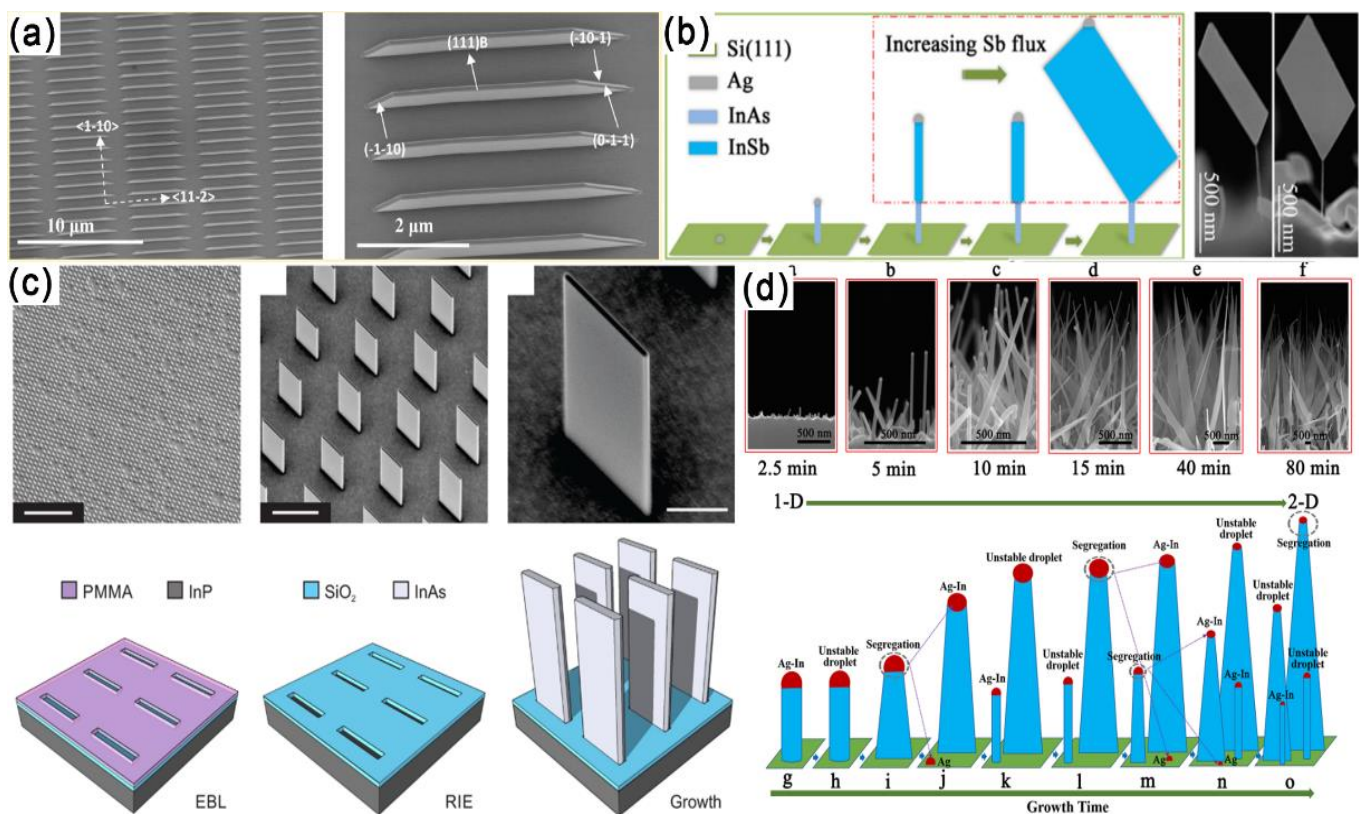 (a)
<1-10>
<11-2>
10 µm
(111)B
(-10-1)
(-1-10)
(0-1-1)
2 µm
(b)
Si(111)
Ag
InAs
InSb
Increasing Sb flux
500 nm
500 nm
(c)
PMMA
InP
SiO₂
InAs
EBL
RIE
Growth
(d)
b
c
d
e
f
500 nm
500 nm
500 nm
500 nm
500 nm
500 nm
2.5 min
5 min
10 min
15 min
40 min
80 min
1-D
2-D
Ag-In
Unstable
droplet
Segregation
Ag-In
Ag
Unstable droplet
Ag-In
Segregation
Unstable
droplet
Ag-In
Segregation
Ag
Unstable
droplet
Ag-In
Ag-In
Ag
Segregation
Unstable
droplet
Unstable
droplet
Ag-In
g
h
i
j
k
l
m
n
o
Growth Time